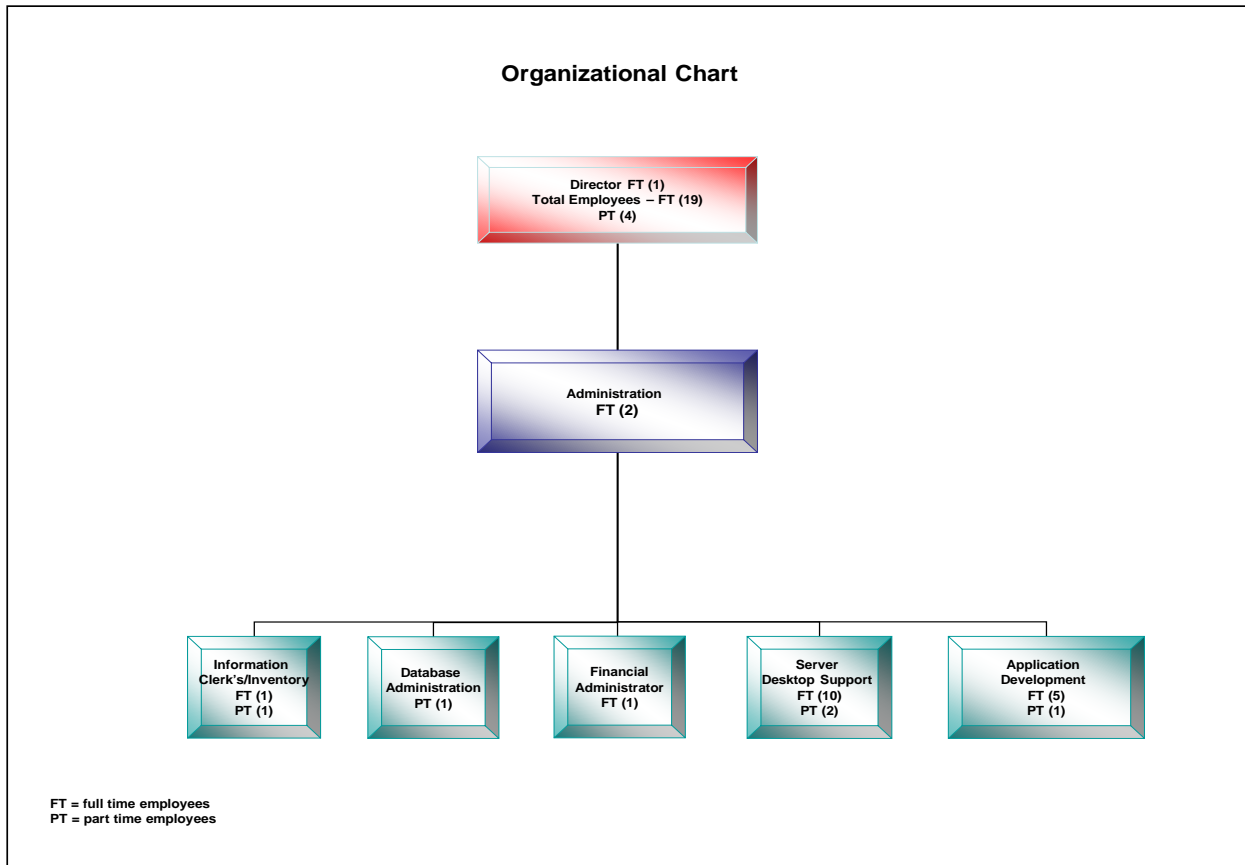 Organizational Chart
Director FT (1)
Total Employees – FT (19)
PT (4)
Administration
FT (2)
Information
Clerk's/Inventory
FT (1)
PT (1)
Database
Administration
PT (1)
Financial
Administrator
FT (1)
Server
Desktop Support
FT (10)
PT (2)
Application
Development
FT (5)
PT (1)
FT = full time employees
PT = part time employees